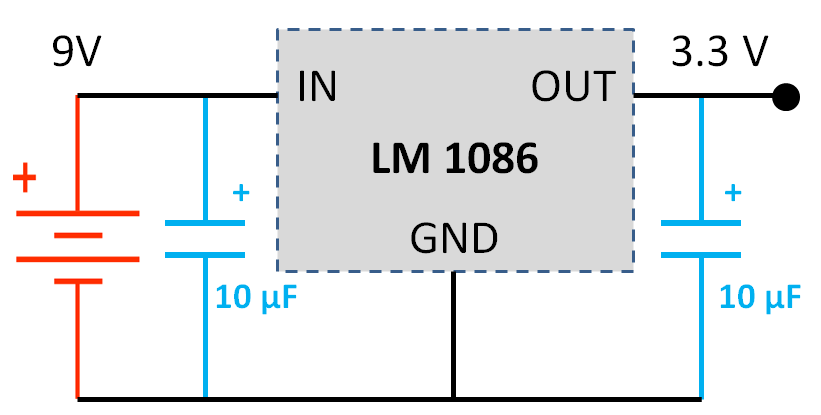 9V
3.3 V
IN
OUT
LM 1086
+
+
+
GND
10 µF
10 µF